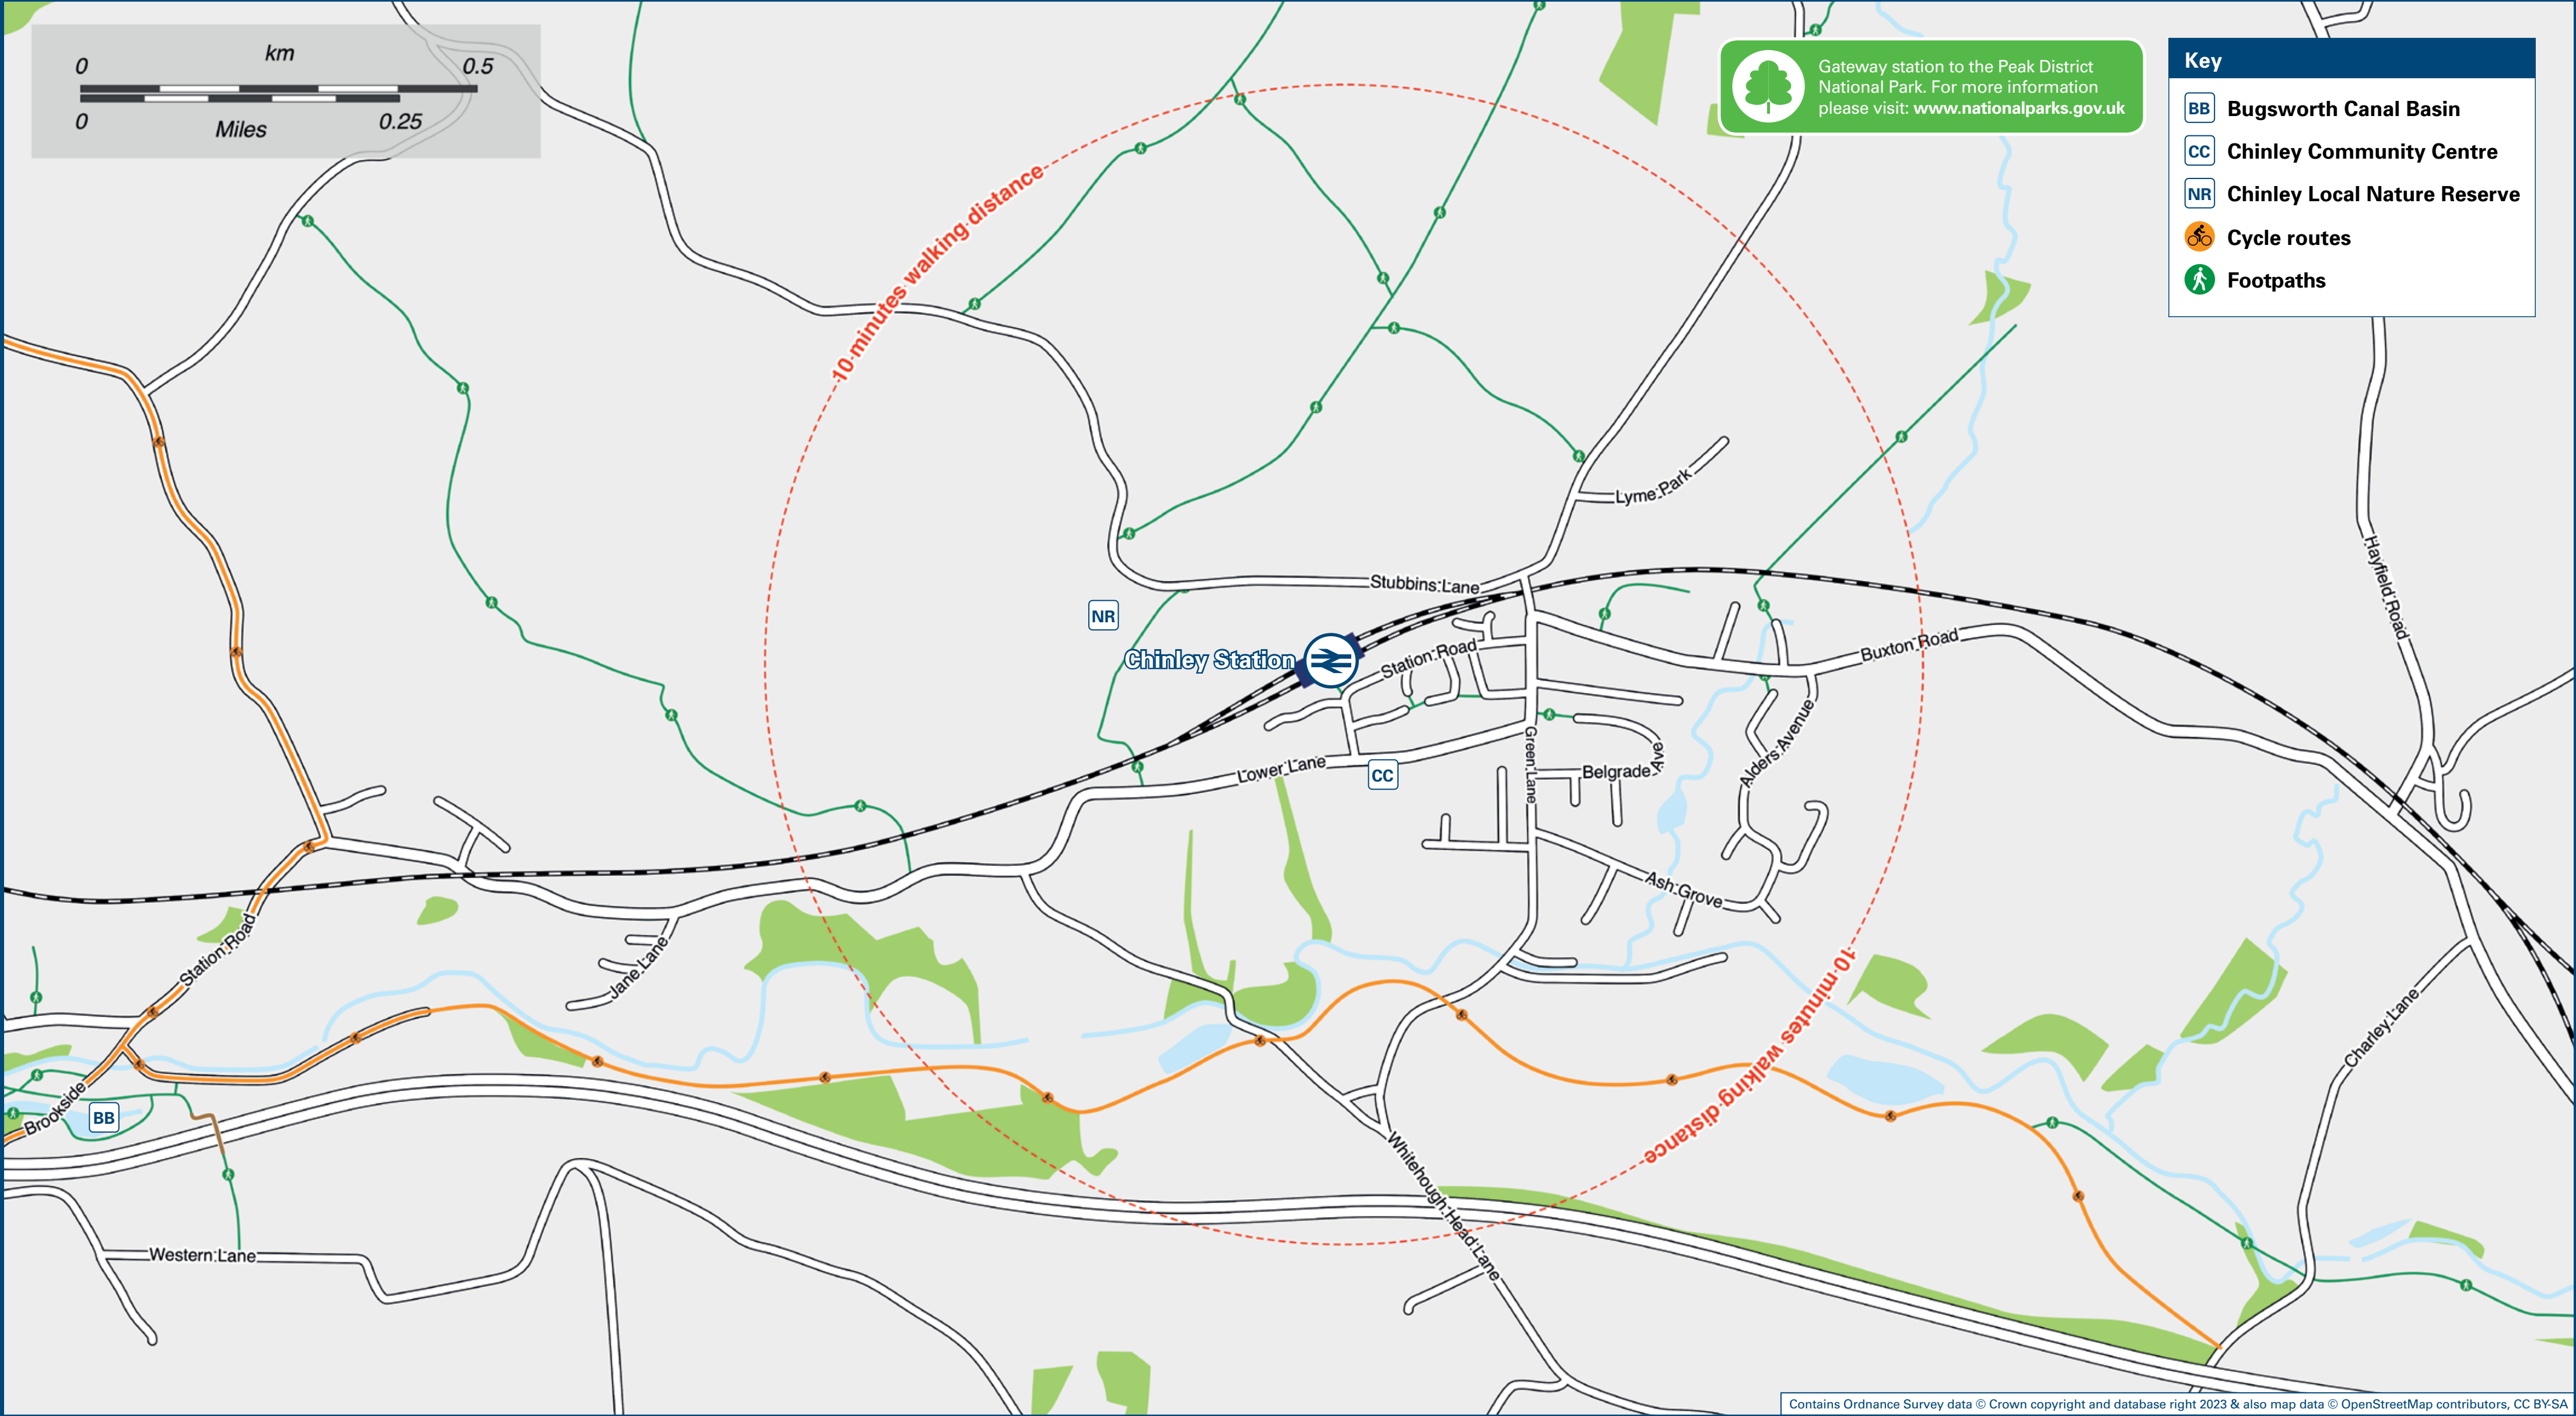 km
0 0.5
0 0.25
Miles
Gateway station to the Peak District
National Park. For more information
please visit: www.nationalparks.gov.uk
Key
BB Bugsworth Canal Basin
CC Chinley Community Centre
NR Chinley Local Nature Reserve
Cycle routes
Footpaths
10 minutes walking distance
Lyme Park
Stubbins Lane
Hayfield Road
NR
Chinley Station
Station Road
Buxton Road
Green Lane
Alders Avenue
Lower Lane
CC
Belgrade Ave
Ash Grove
Station Road
Jane Lane
10 minutes walking distance
Charley Lane
Brookside
BB
Whitehough Head Lane
Western Lane
Contains Ordnance Survey data © Crown copyright and database right 2023 & also map data © OpenStreetMap contributors, CC BY-SA